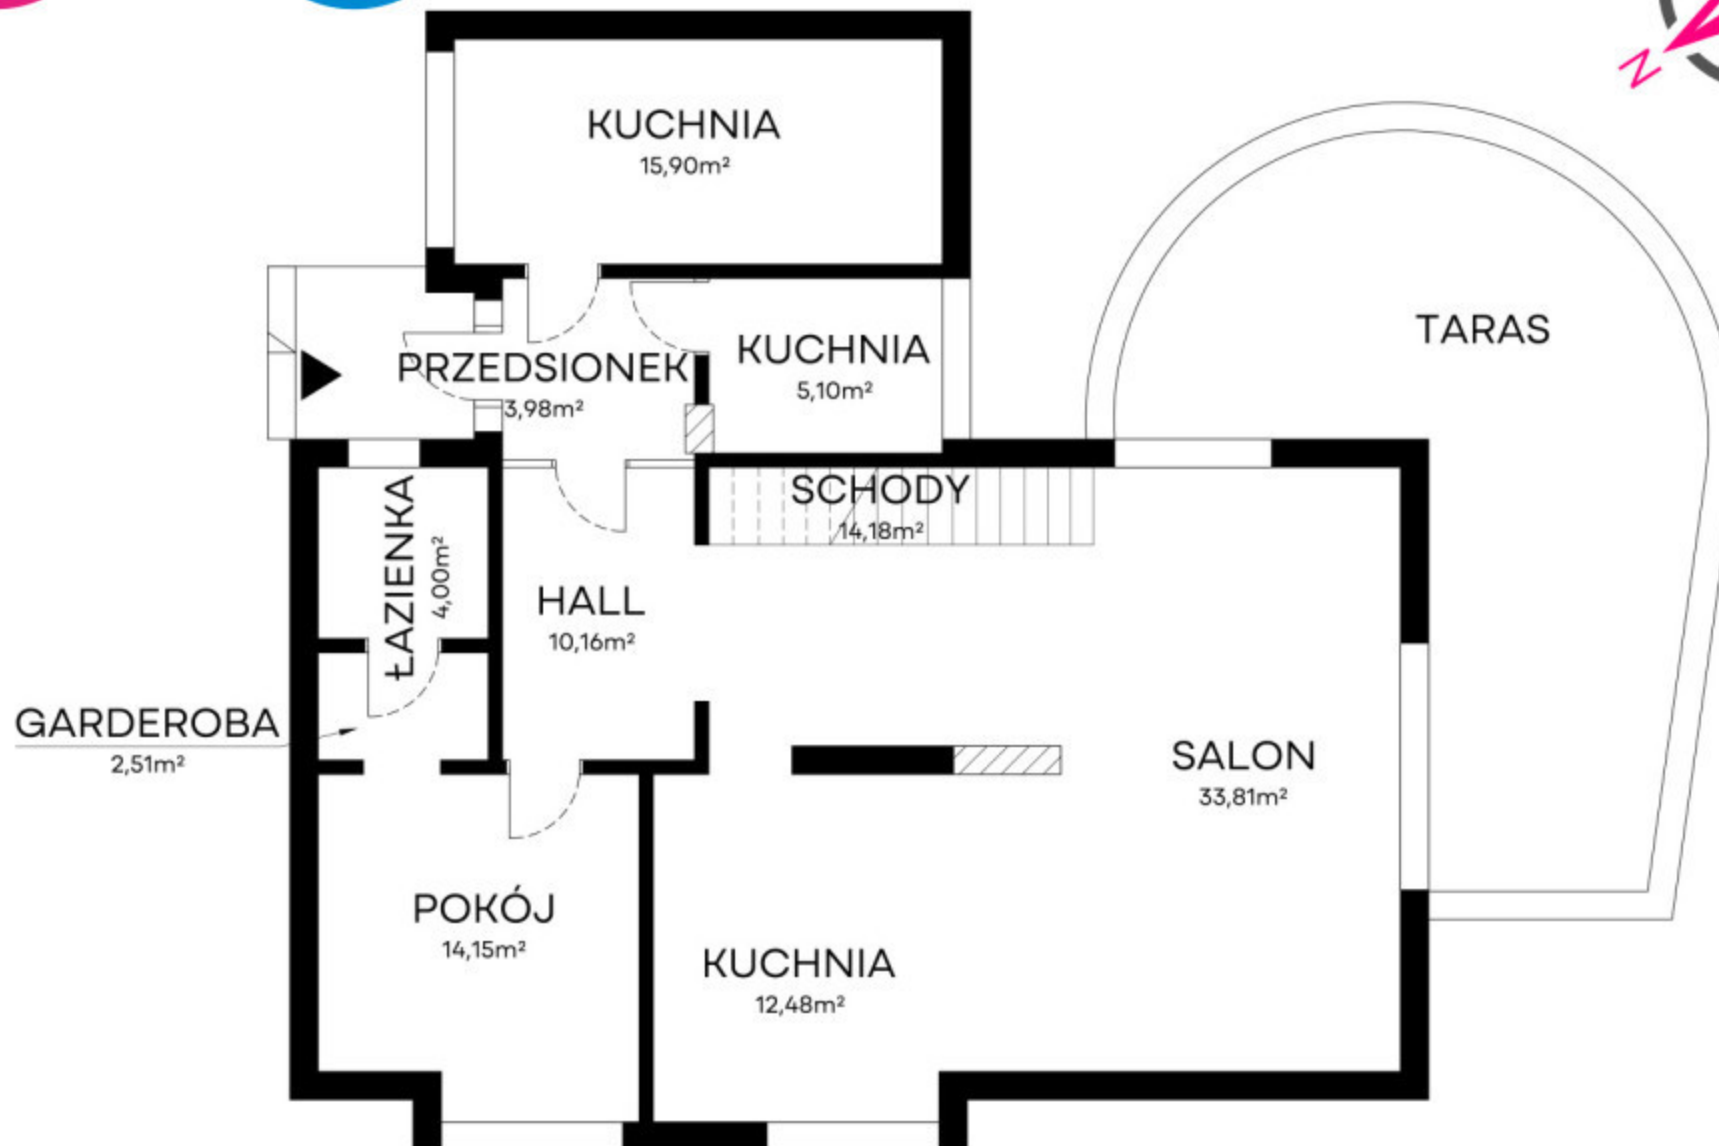 N
KUCHNIA
15,90m²
TARAS
KUCHNIA
5,10m²
PRZEDSIONEK
3,98m²
SCHODY
14,18m²
ŁAZIENKA
4,00m²
HALL
10,16m²
GARDEROBA
2,51m²
SALON
33,81m²
POKÓJ
14,15m²
KUCHNIA
12,48m²